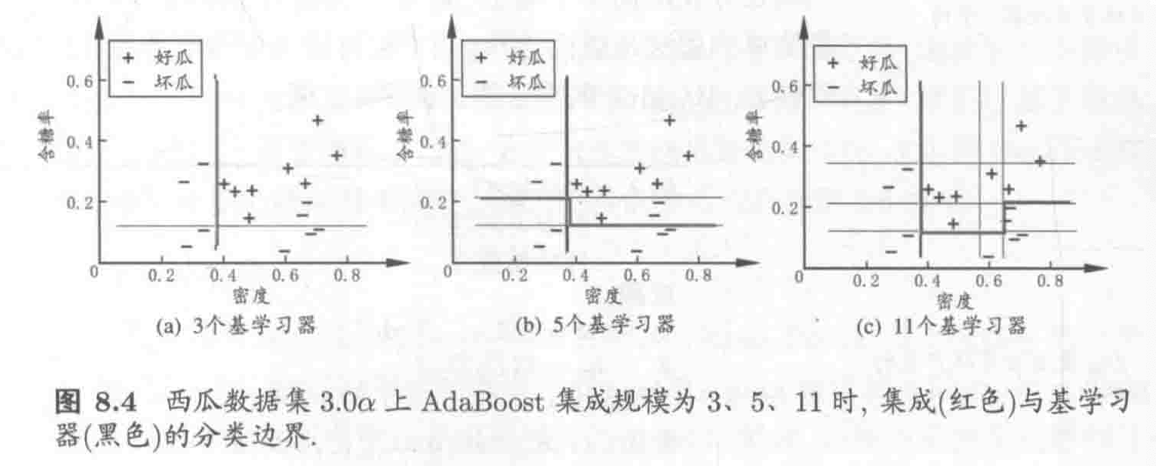 + 好瓜
− 坏瓜
0.6
0.4
0.2
0
0.2
0.4
0.6
0.8
含糖率
密度
(a) 3个基学习器
+ 好瓜
− 坏瓜
0.6
0.4
0.2
0
0.2
0.4
0.6
0.8
含糖率
密度
(b) 5个基学习器
+ 好瓜
− 坏瓜
0.6
0.4
0.2
0
0.2
0.4
0.6
0.8
含糖率
密度
(c) 11个基学习器
图 8.4 西瓜数据集 3.0α 上 AdaBoost 集成规模为 3、5、11 时, 集成(红色)与基学习
器(黑色)的分类边界.